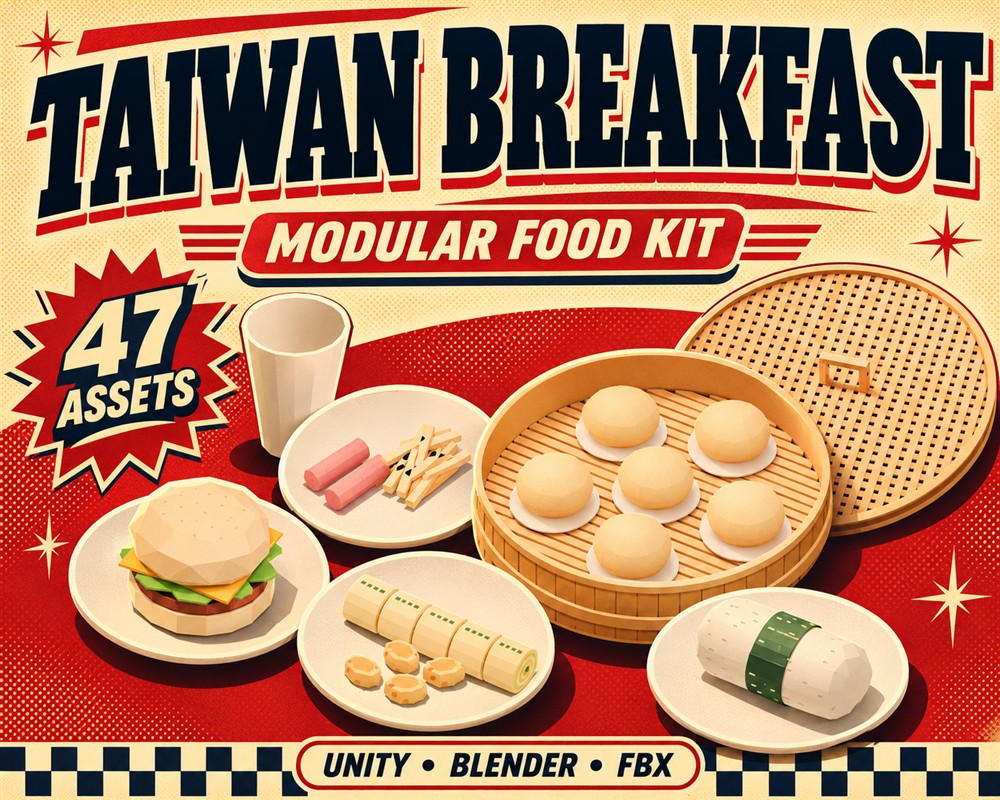 TAIWAN BREAKFAST
MODULAR FOOD KIT
47
ASSETS
UNITY • BLENDER • FBX